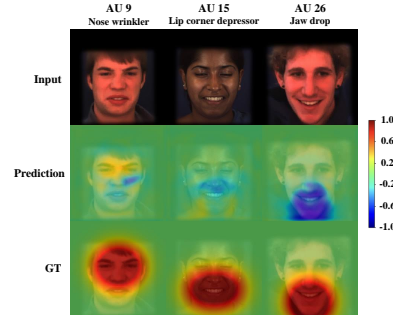 AU 9 AU 15 AU 26
Nose wrinkler Lip corner depressor Jaw drop
Input
Prediction
GT
1.0
0.6
0.2
-0.2
-0.6
-1.0